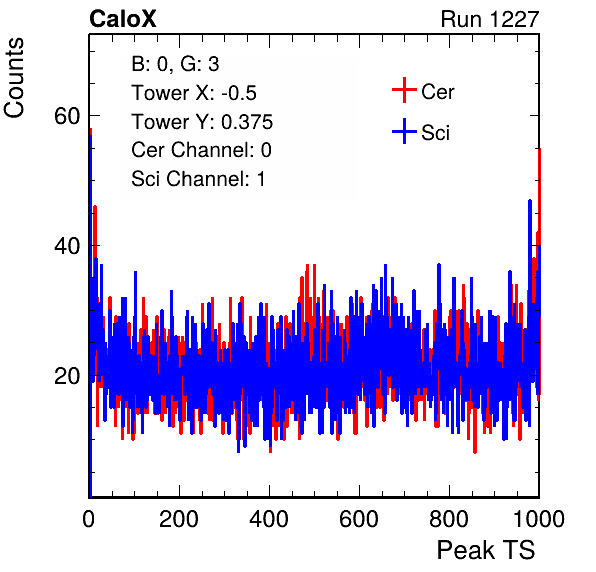 CaloX Run 1227
Counts
B: 0, G: 3
Tower X: -0.5
Tower Y: 0.375
Cer Channel: 0
Sci Channel: 1
Cer
Sci
60
40
20
0 200 400 600 800 1000
Peak TS